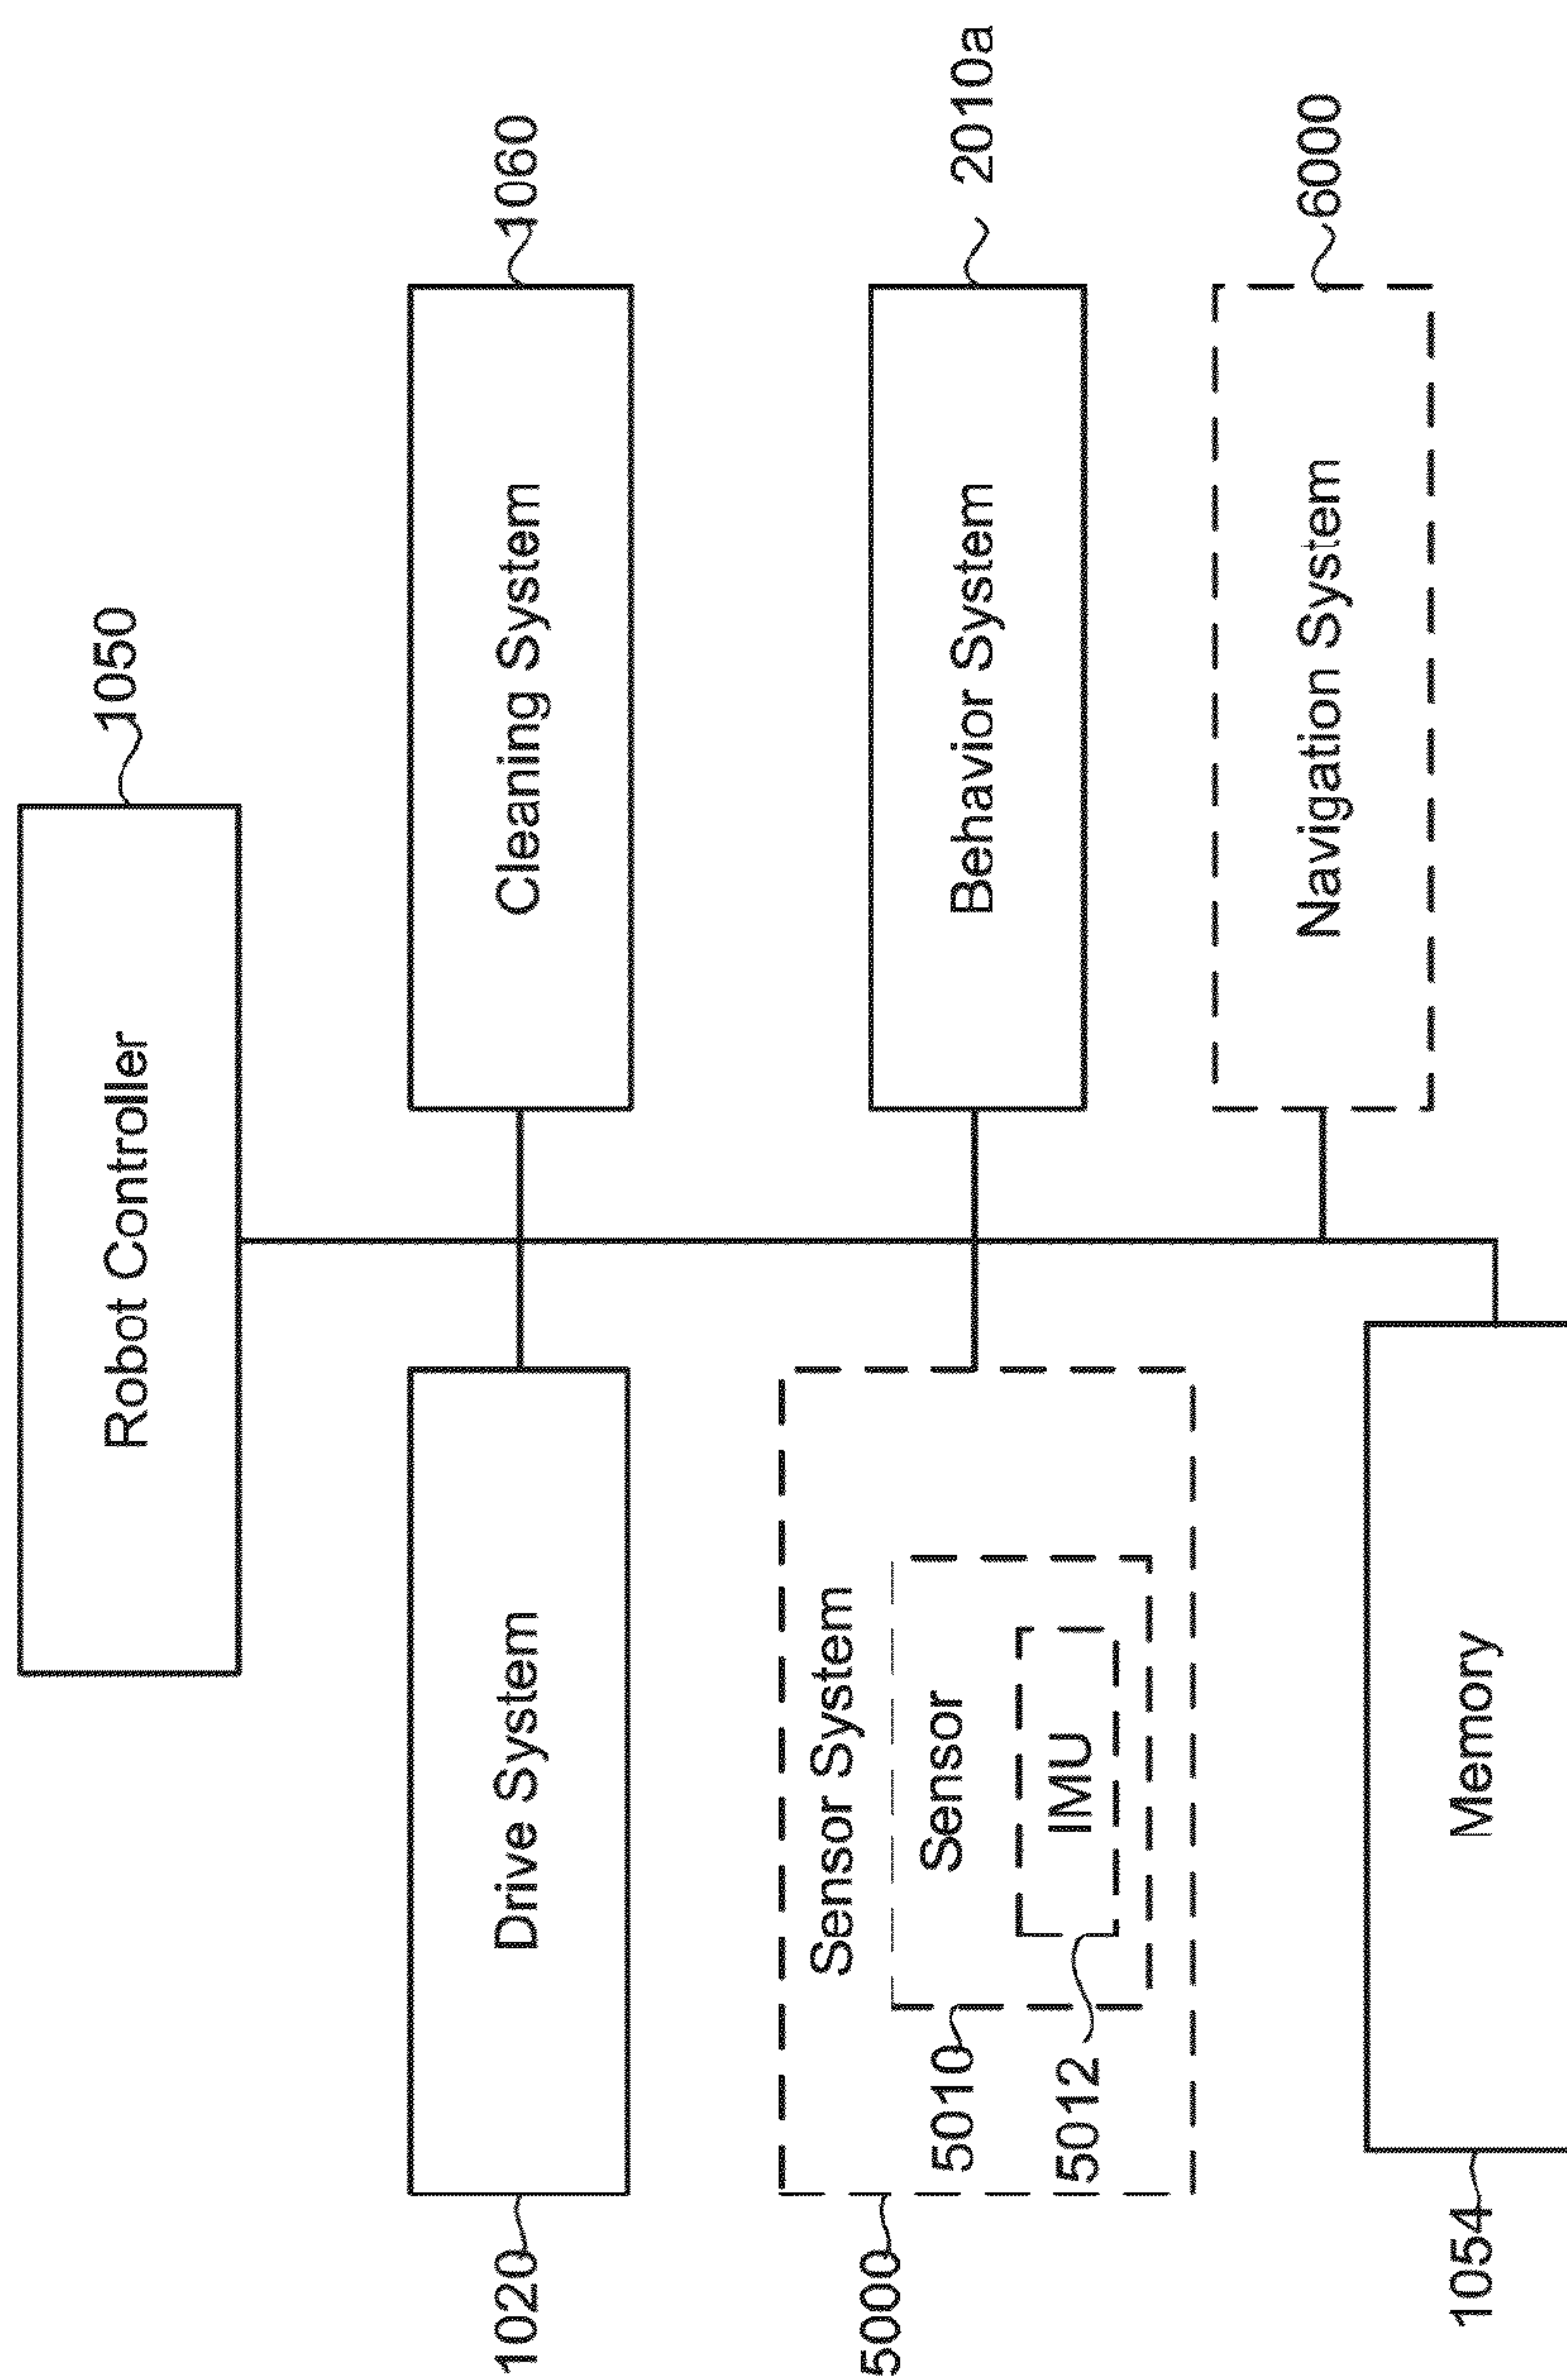 1050
Robot Controller
1020
Drive System
Cleaning System
1060
5000
Sensor System
5010
Sensor
5012
IMU
Behavior System
2010a
Navigation System
6000
1054
Memory